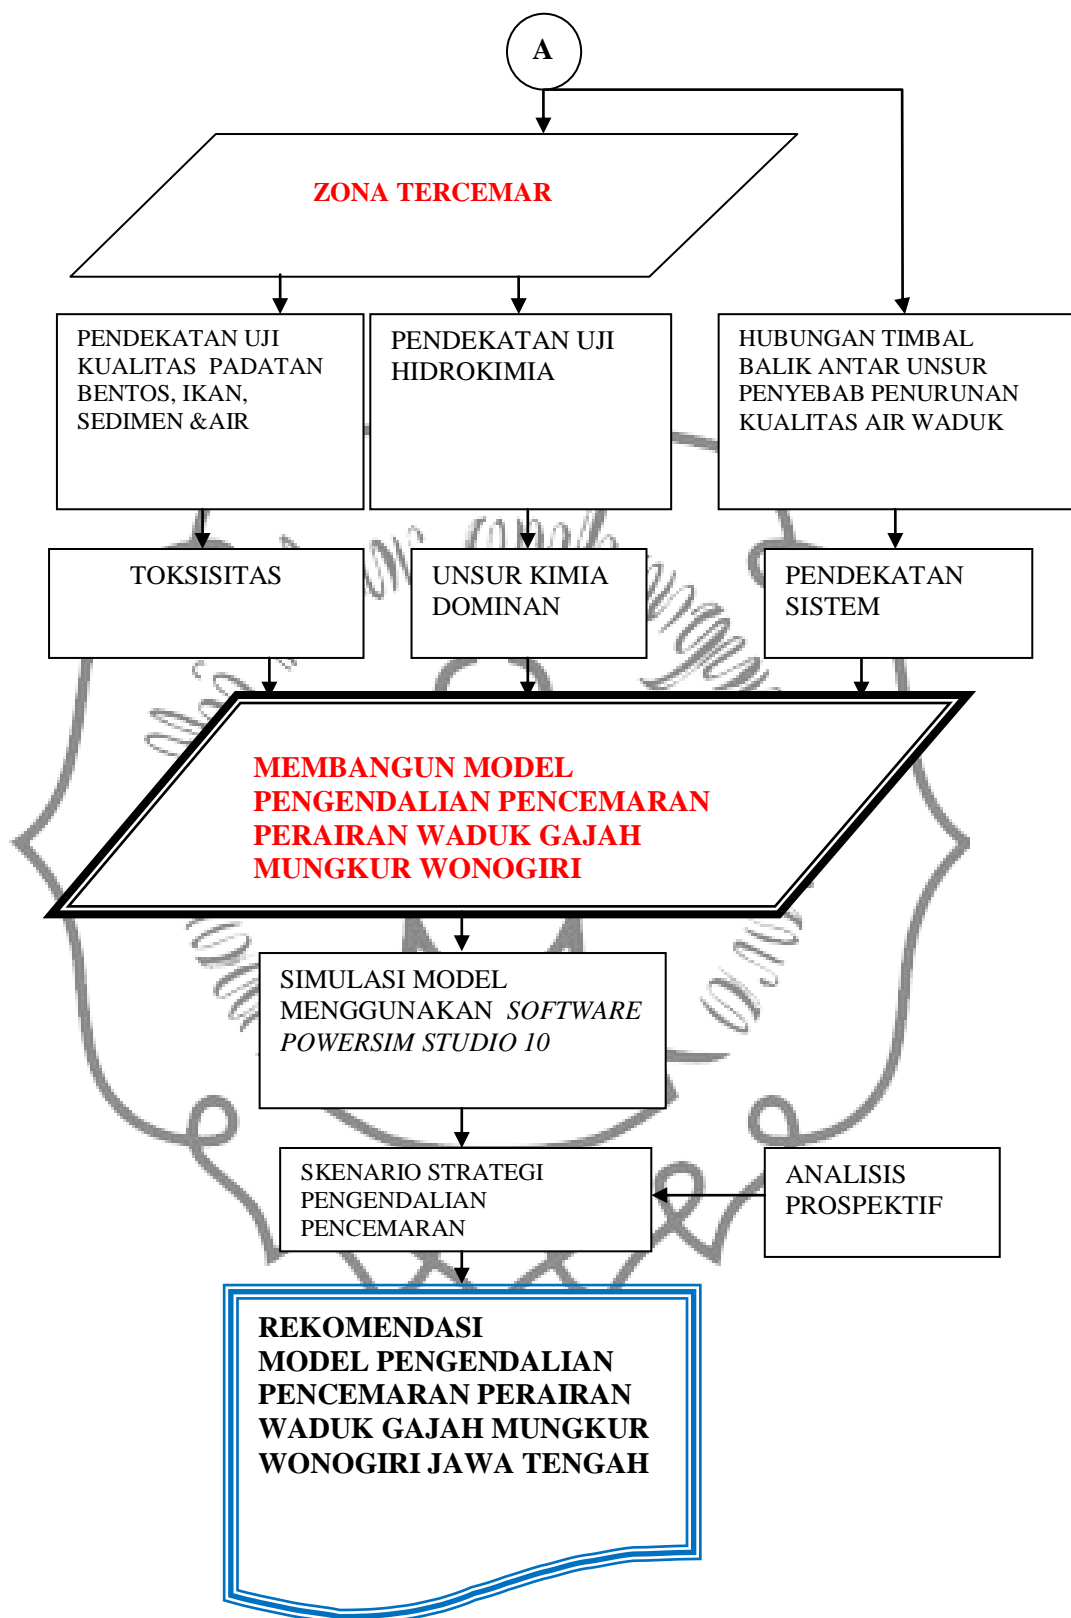 A
ZONA TERCEMAR
PENDEKATAN UJI
KUALITAS PADATAN
BENTOS, IKAN,
SEDIMEN &AIR
PENDEKATAN UJI
HIDROKIMIA
HUBUNGAN TIMBAL
BALIK ANTAR UNSUR
PENYEBAB PENURUNAN
KUALITAS AIR WADUK
TOKSISITAS
UNSUR KIMIA
DOMINAN
PENDEKATAN
SISTEM
MEMBANGUN MODEL
PENGENDALIAN PENCEMARAN
PERAIRAN WADUK GAJAH
MUNGKUR WONOGIRI
SIMULASI MODEL
MENGGUNAKAN SOFTWARE
POWERSIM STUDIO 10
SKENARIO STRATEGI
PENGENDALIAN
PENCEMARAN
ANALISIS
PROSPEKTIF
REKOMENDASI
MODEL PENGENDALIAN
PENCEMARAN PERAIRAN
WADUK GAJAH MUNGKUR
WONOGIRI JAWA TENGAH